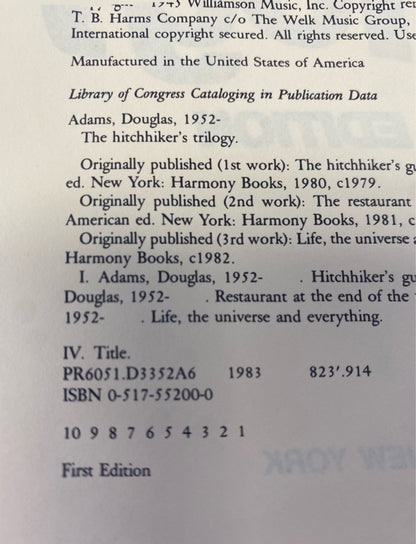 1943 Williamson Music, Inc. Copyright
T. B. Harms Company c/o The Welk Music Group,
International copyright secured. All rights reserved.
Manufactured in the United States of America
Library of Congress Cataloging in Publication Data
Adams, Douglas, 1952-
The hitchhiker's trilogy.
Originally published (1st work): The hitchhiker's
ed. New York: Harmony Books, 1980, c1979.
Originally published (2nd work): The restaurant
American ed. New York: Harmony Books, 1981,
Originally published (3rd work): Life, the universe
Harmony Books, c1982.
I. Adams, Douglas, 1952- . Hitchhiker's
Douglas, 1952- . Restaurant at the end of the
1952- . Life, the universe and everything.
IV. Title.
PR6051.D3352A6 1983 823'.914
ISBN 0-517-55200-0
10 9 8 7 6 5 4 3 2 1
First Edition